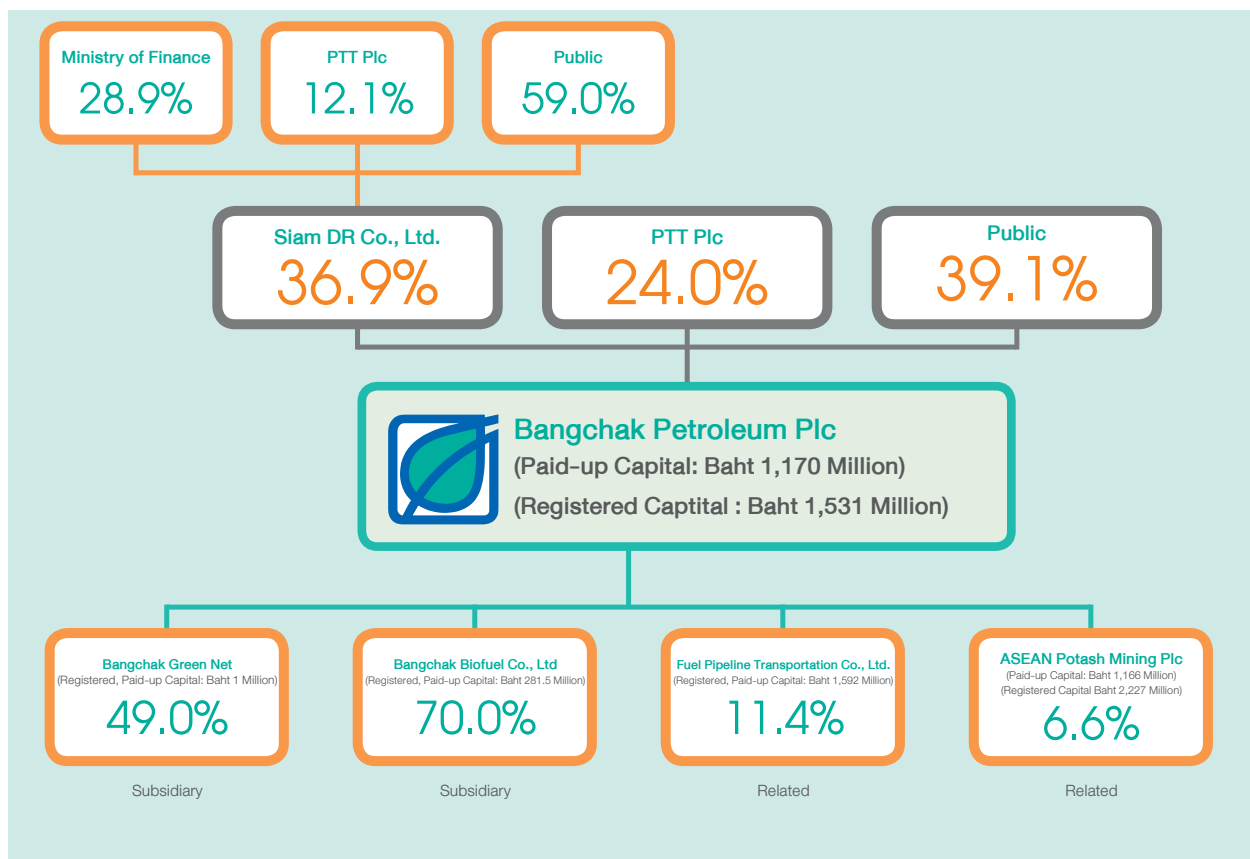 Ministry of Finance
28.9%
PTT Plc
12.1%
Public
59.0%
Siam DR Co., Ltd.
36.9%
PTT Plc
24.0%
Public
39.1%
Bangchak Petroleum Plc
(Paid-up Capital: Baht 1,170 Million)
(Registered Captital : Baht 1,531 Million)
Bangchak Green Net
(Registered, Paid-up Capital: Baht 1 Million)
49.0%
Subsidiary
Bangchak Biofuel Co., Ltd
(Registered, Paid-up Capital: Baht 281.5 Million)
70.0%
Subsidiary
Fuel Pipeline Transportation Co., Ltd.
(Registered, Paid-up Capital: Baht 1,592 Million)
11.4%
Related
ASEAN Potash Mining Plc
(Paid-up Capital: Baht 1,166 Million)
(Registered Capital Baht 2,227 Million)
6.6%
Related